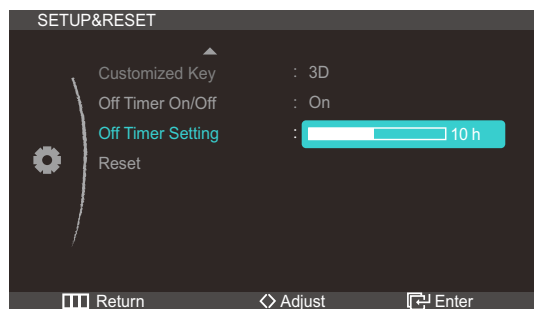 SETUP&RESET
Customized Key : 3D
Off Timer On/Off : On
Off Timer Setting : 10 h
Reset
Return Adjust Enter